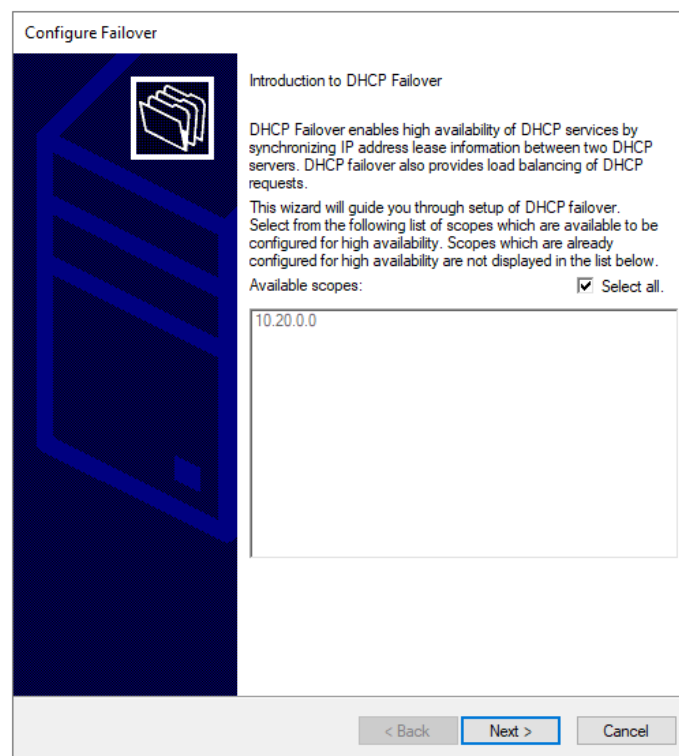 Configure Failover
Introduction to DHCP Failover
DHCP Failover enables high availability of DHCP services by
synchronizing IP address lease information between two DHCP
servers. DHCP failover also provides load balancing of DHCP
requests.
This wizard will guide you through setup of DHCP failover.
Select from the following list of scopes which are available to be
configured for high availability. Scopes which are already
configured for high availability are not displayed in the list below.
Available scopes: Select all.
10.20.0.0
< Back Next > Cancel